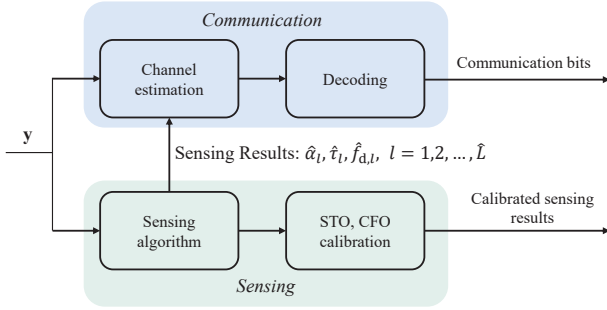 Communication
Channel
estimation
Decoding
Communication bits
y
Sensing Results: α̂_l, τ̂_l, f̂_{d,l}, l = 1,2, ..., L̂
Sensing
algorithm
STO, CFO
calibration
Calibrated sensing
results
Sensing